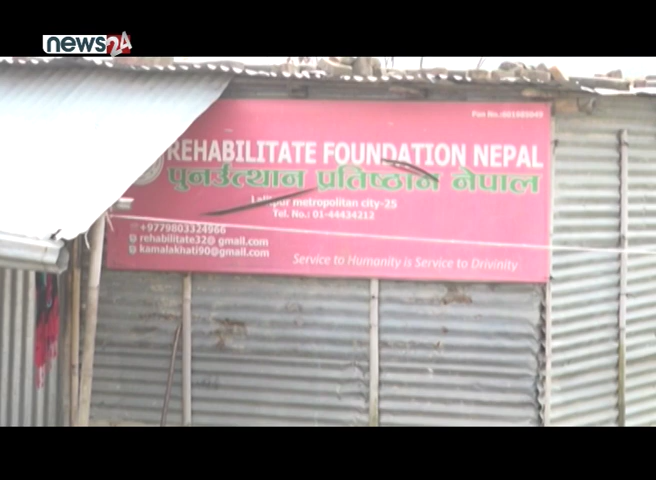 news24
Pan No.:601985949
REHABILITATE FOUNDATION NEPAL
पुनर्उत्थान प्रतिष्ठान नेपाल
Lalitpur metropolitan city-25
Tel. No.: 01-44434212
+9779803324966
rehabilitate32@gmail.com
kamalakhati90@gmail.com
Service to Humanity is Service to Drivinity